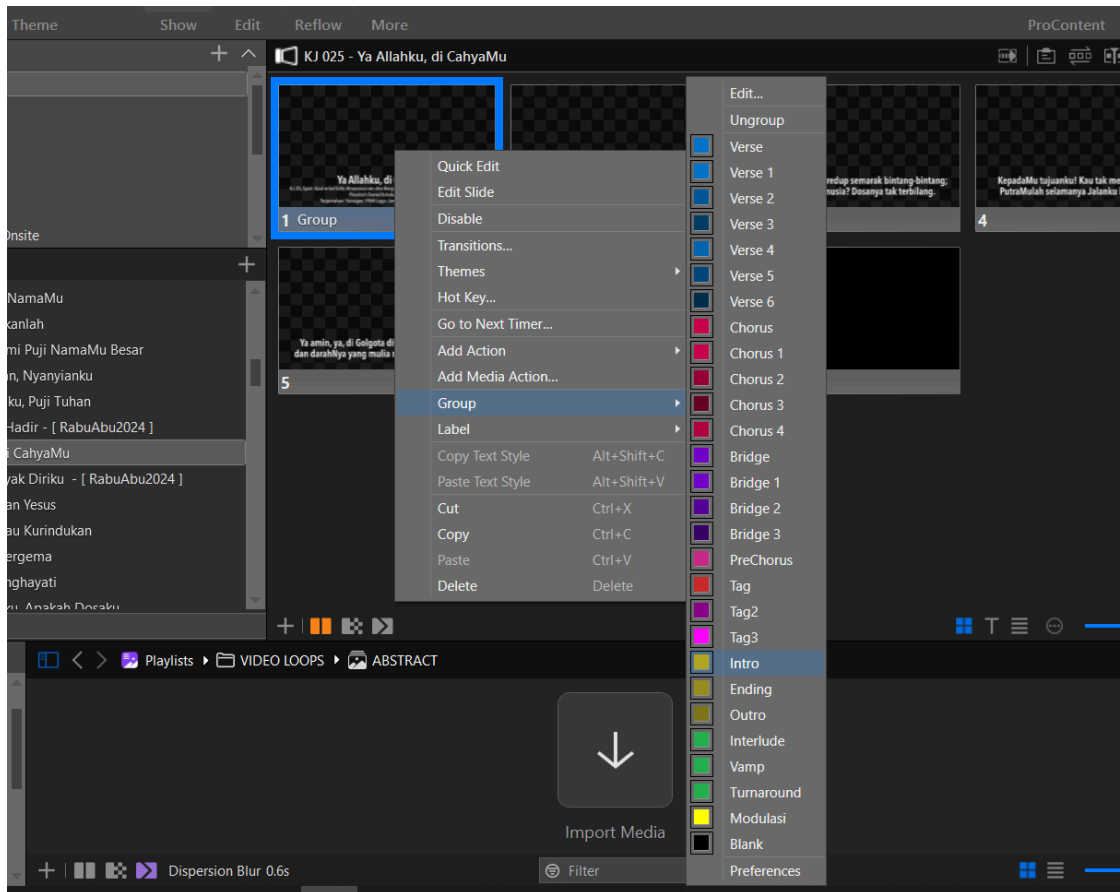 Theme Show Edit Reflow More ProContent
KJ 025 - Ya Allahku, di CahyaMu
Onsite
NamaMu
kanlah
mi Puji NamaMu Besar
n, Nyanyianku
ku, Puji Tuhan
Hadir - [ RabuAbu2024 ]
i CahyaMu
yak Diriku - [ RabuAbu2024 ]
an Yesus
au Kurindukan
ergema
nghayati
ku, Apakah Dosaku
Ya Allahku, di
1 Group
redup semarak bintang-bintang;
nusia? Dosanya tak terbilang.
KepadaMu tujuanku! Kau tak me
PutraMulah selamanya Jalanku
4
Ya amin, ya, di Golgota di
dan darahNya yang mulia
5
Quick Edit
Edit Slide
Disable
Transitions...
Themes
Hot Key...
Go to Next Timer...
Add Action
Add Media Action...
Group
Label
Copy Text Style Alt+Shift+C
Paste Text Style Alt+Shift+V
Cut Ctrl+X
Copy Ctrl+C
Paste Ctrl+V
Delete Delete
Edit...
Ungroup
Verse
Verse 1
Verse 2
Verse 3
Verse 4
Verse 5
Verse 6
Chorus
Chorus 1
Chorus 2
Chorus 3
Chorus 4
Bridge
Bridge 1
Bridge 2
Bridge 3
PreChorus
Tag
Tag2
Tag3
Intro
Ending
Outro
Interlude
Vamp
Turnaround
Modulasi
Blank
Preferences
Playlists VIDEO LOOPS ABSTRACT
Import Media
Dispersion Blur 0.6s
Filter